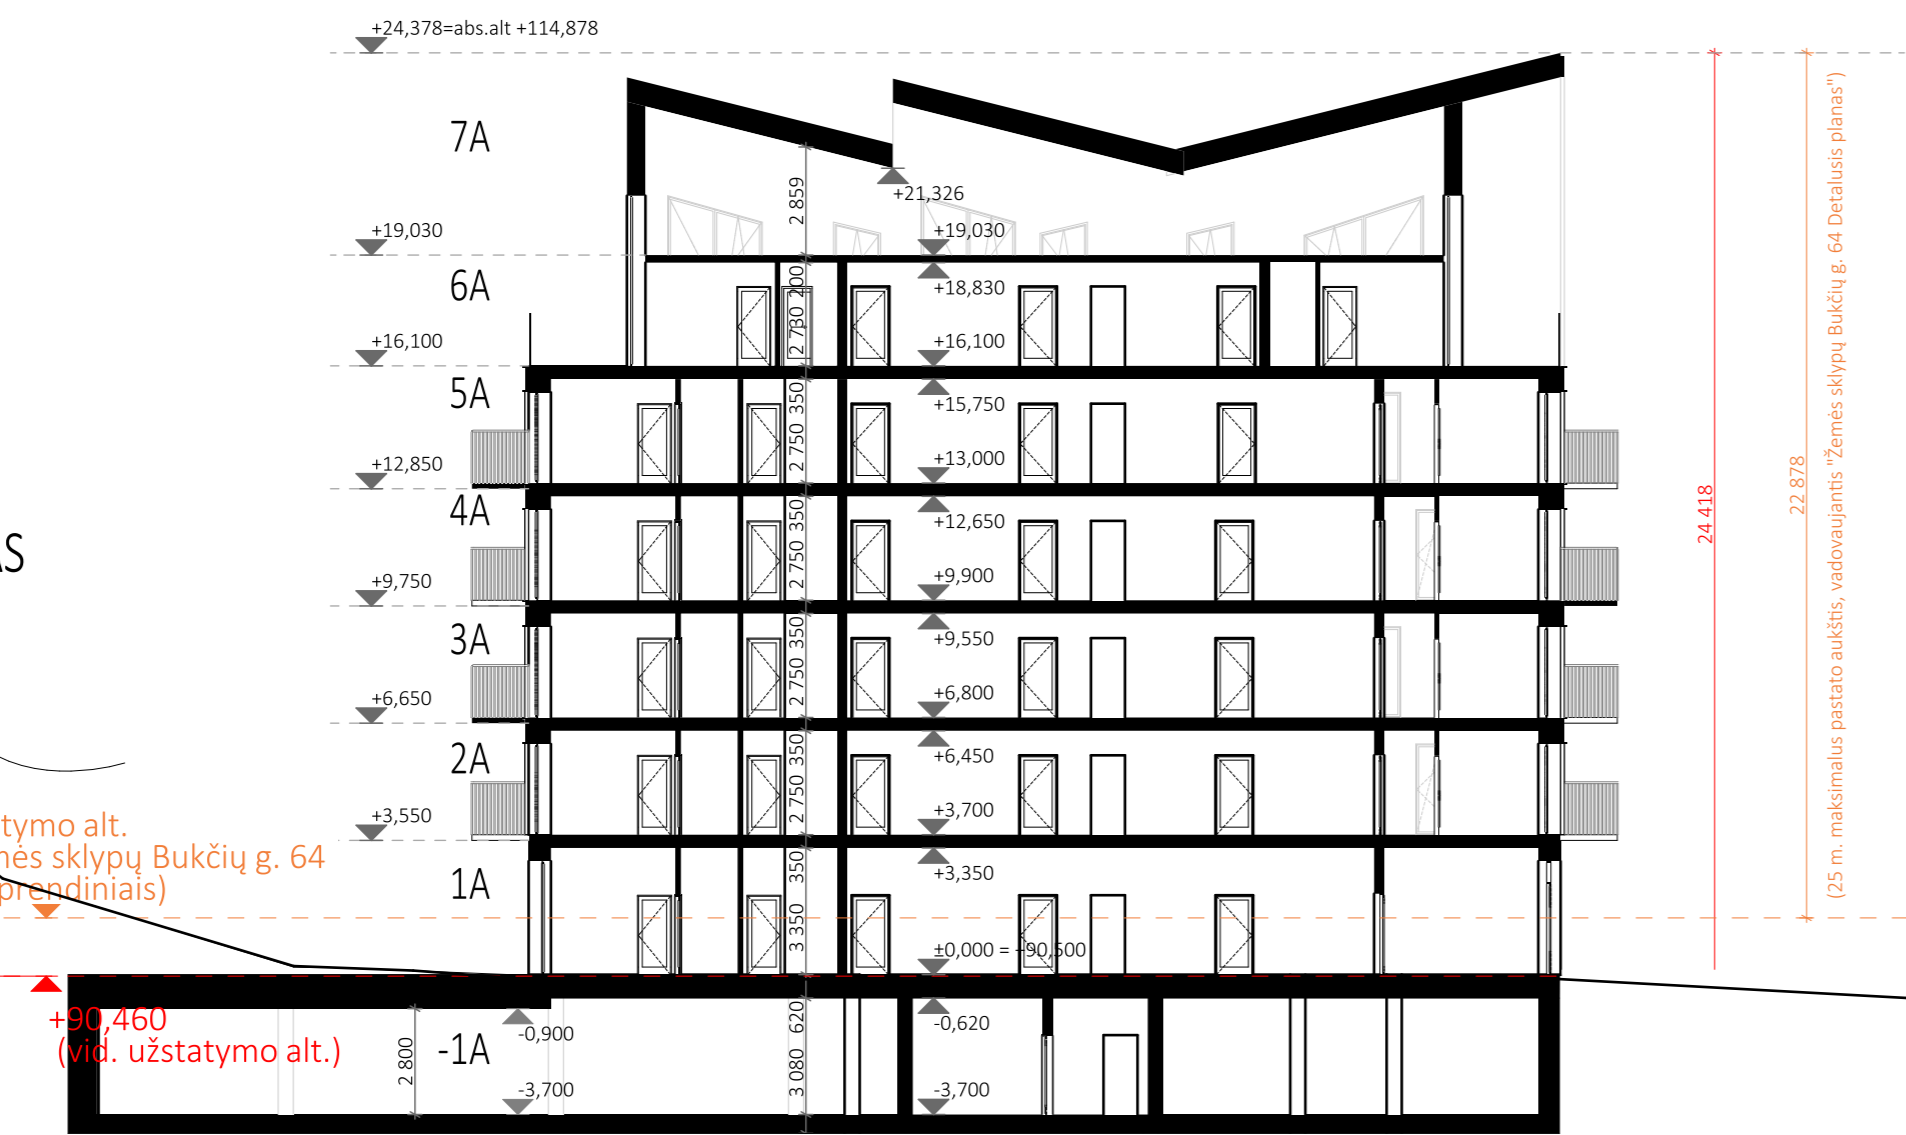 +24,378=abs.alt +114,878
7A
2 859
+21,326
+19,030
+19,030
6A
200
+18,830
2 730
+16,100
+16,100
5A
350
+15,750
2 750
+12,850
+13,000
4A
350
+12,650
2 750
+9,750
+9,900
3A
350
+9,550
2 750
+6,650
+6,800
2A
350
+6,450
2 750
+3,550
+3,700
1A
350
+3,350
3 350
±0,000 = +90,500
-1A
-0,900
620
-0,620
2 800
3 080
-3,700
-3,700
AS
tymo alt.
nės sklypų Bukčių g. 64
prendiniais)
+90,460
(vid. užstatymo alt.)
24 418
22 878
(25 m. maksimalus pastato aukštis, vadovaujantis "Žemės sklypų Bukčių g. 64 Detalusis planas")